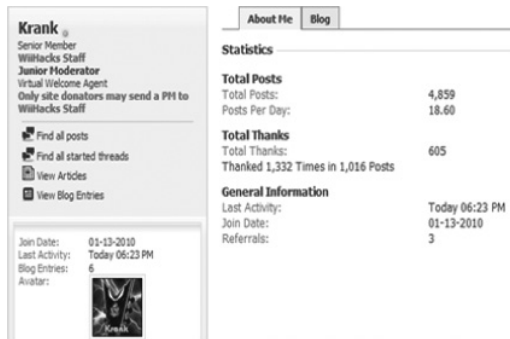 Krank
Senior Member
WiiHacks Staff
Junior Moderator
Virtual Welcome Agent
Only site donators may send a PM to
WiiHacks Staff
Find all posts
Find all started threads
View Articles
View Blog Entries
Join Date: 01-13-2010
Last Activity: Today 06:23 PM
Blog Entries: 6
Avatar:
Krank
About Me Blog
Statistics
Total Posts
Total Posts: 4,859
Posts Per Day: 18.60
Total Thanks
Total Thanks: 605
Thanked 1,332 Times in 1,016 Posts
General Information
Last Activity: Today 06:23 PM
Join Date: 01-13-2010
Referrals: 3